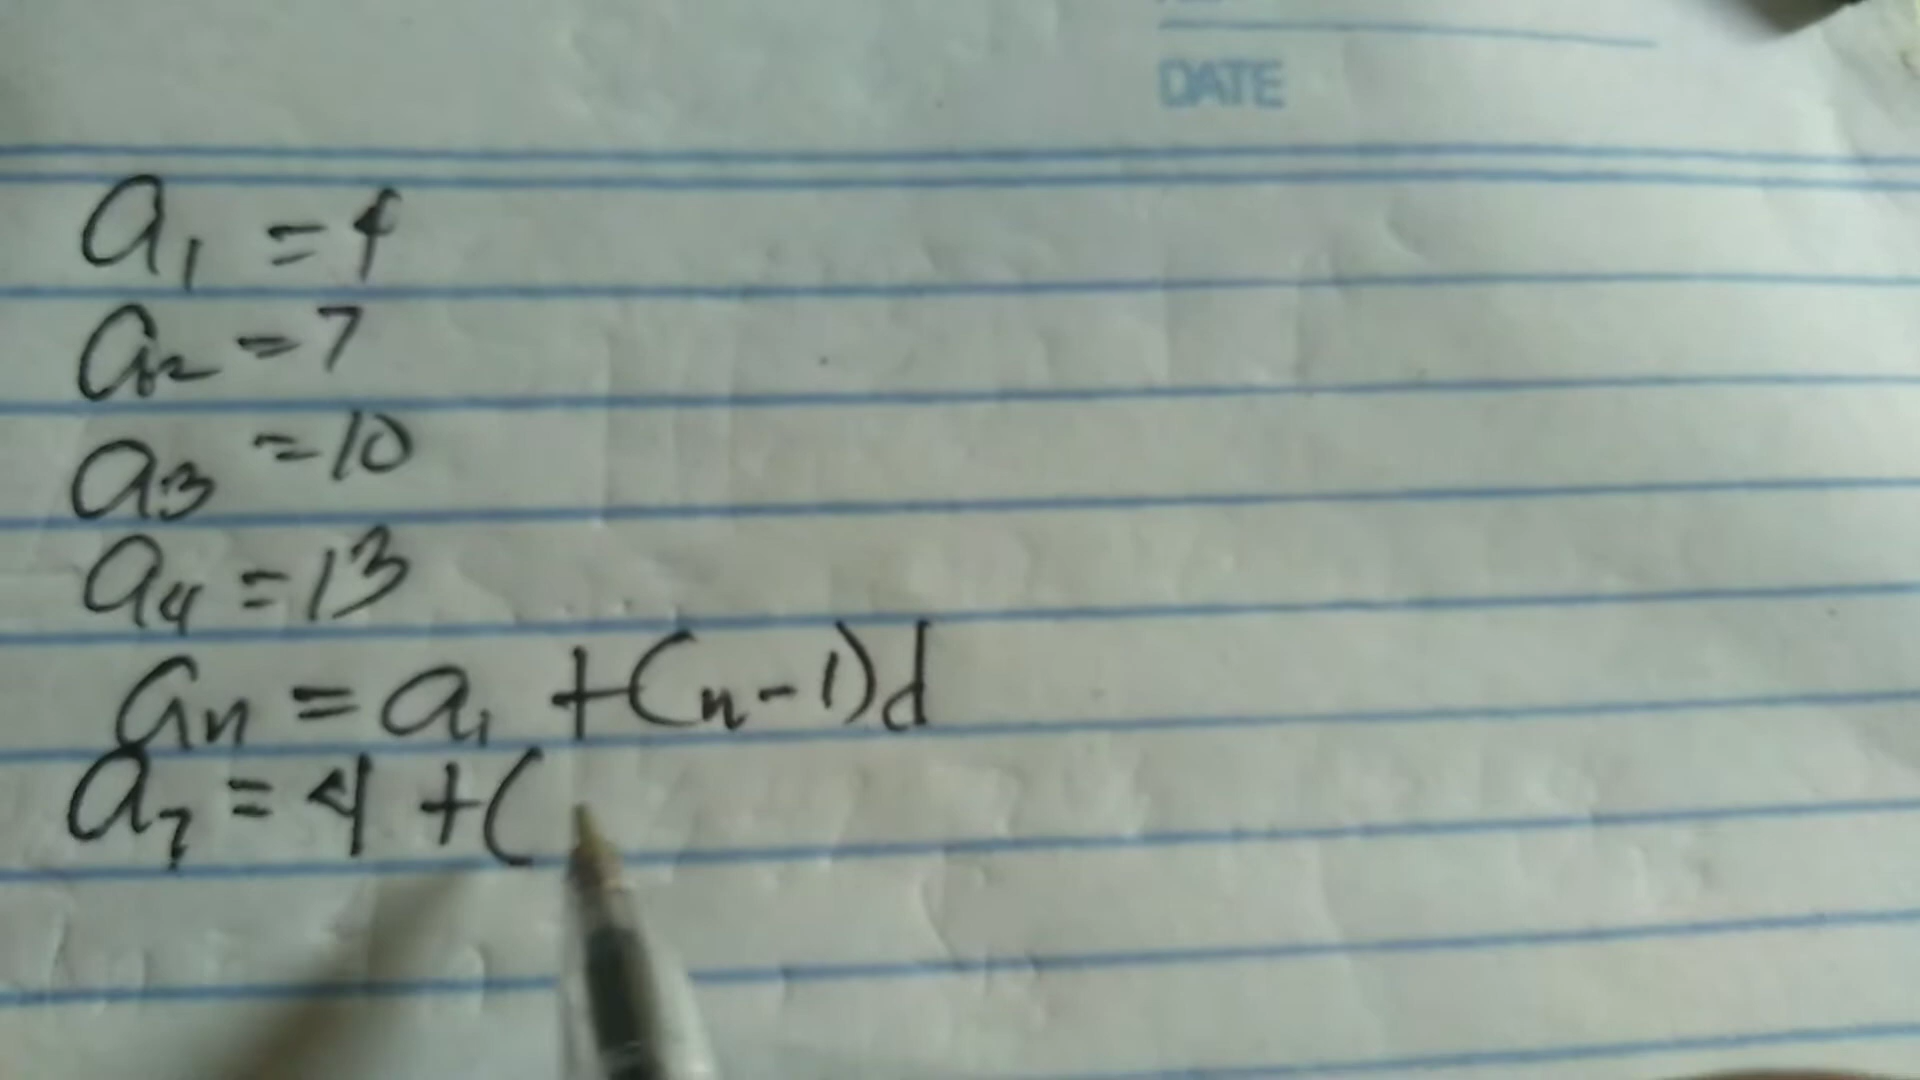 DATE
a₁ = 4
a₂ = 7
a₃ = 10
a₄ = 13
aₙ = a₁ + (n-1)d
a₇ = 4 + (